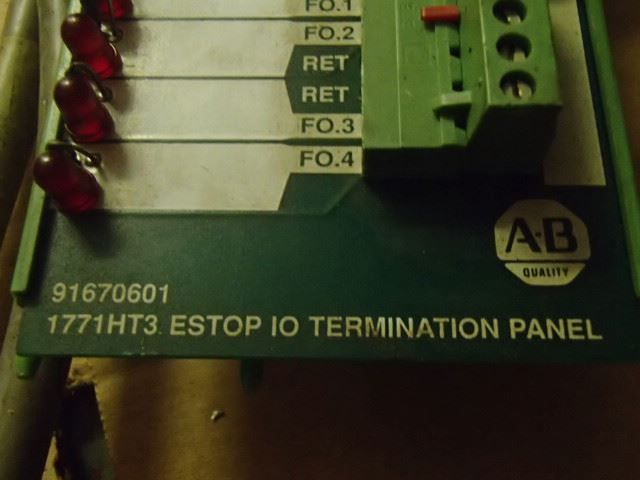 FO.1
FO.2
RET
RET
FO.3
FO.4
A-B
QUALITY
91670601
1771HT3 ESTOP IO TERMINATION PANEL